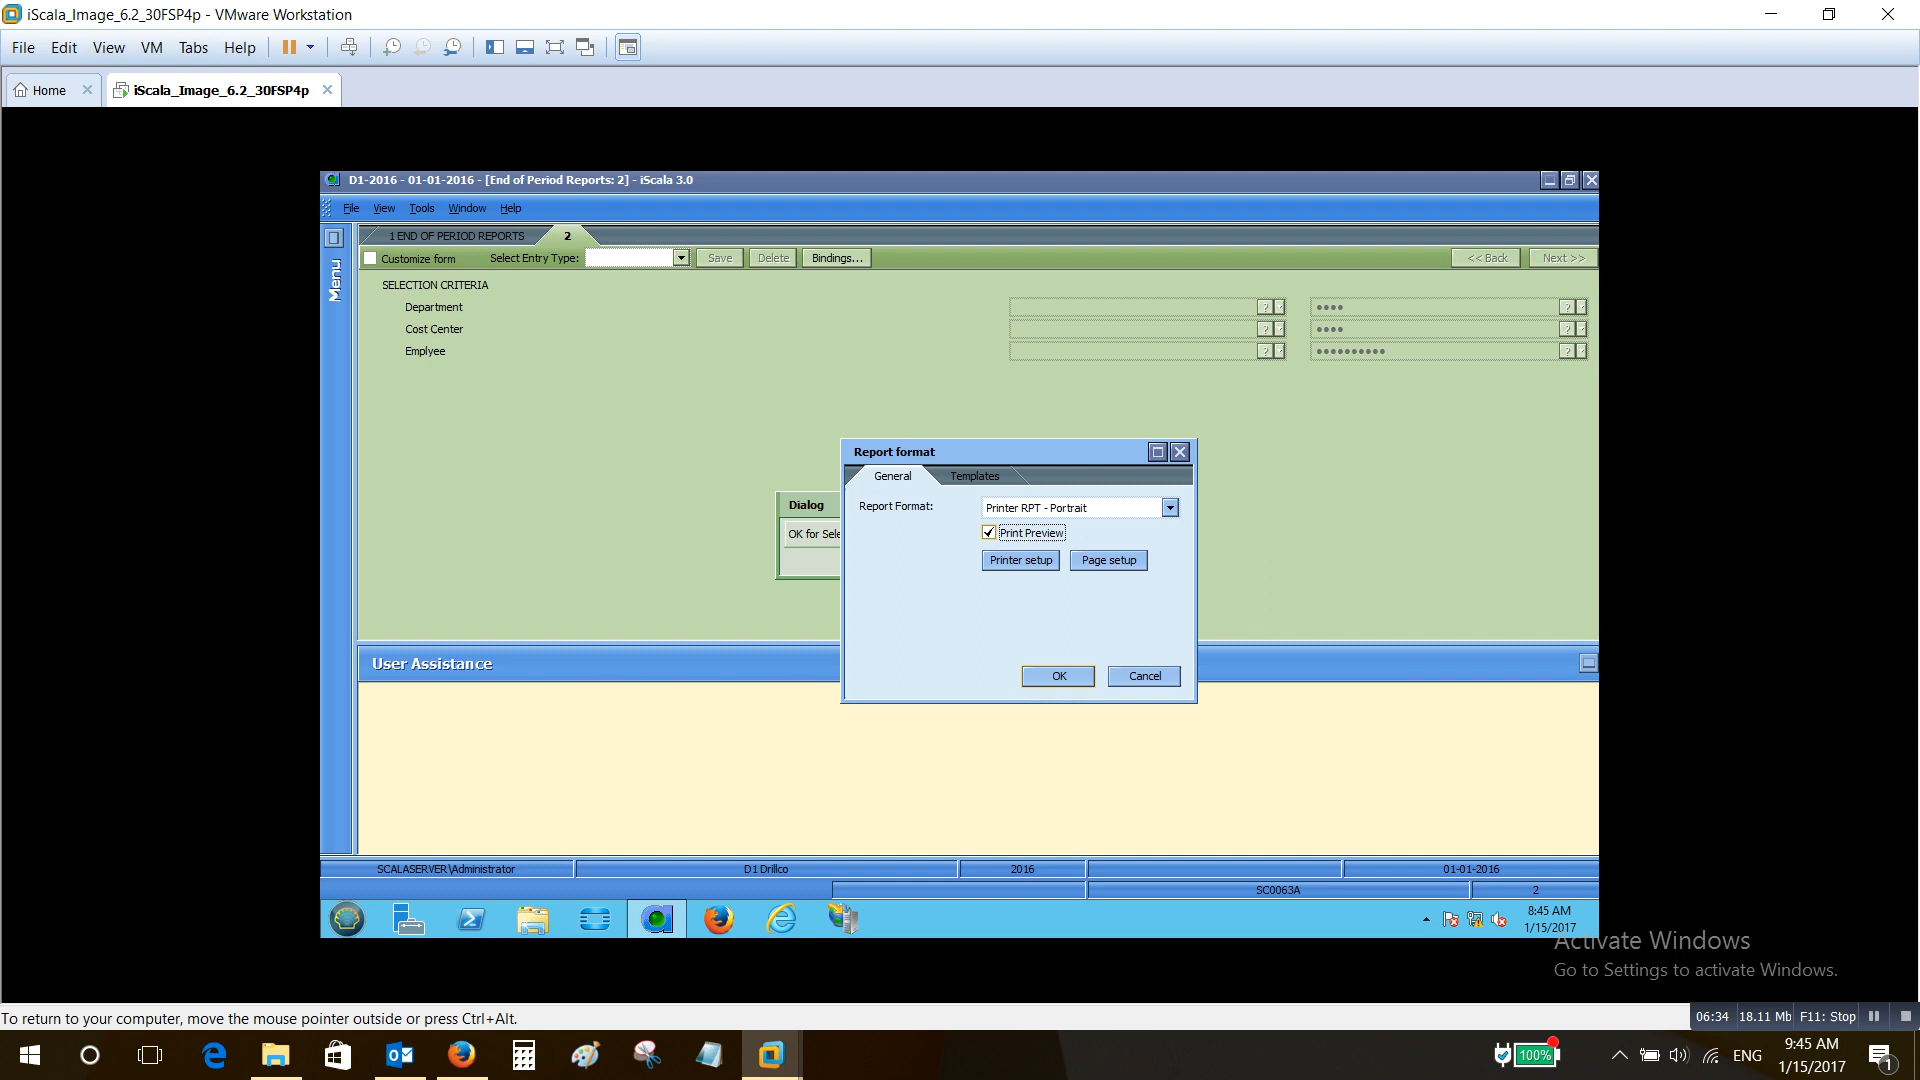 iScala_Image_6.2_30FSP4p - VMware Workstation
File Edit View VM Tabs Help
Home
iScala_Image_6.2_30FSP4p
D1-2016 - 01-01-2016 - [End of Period Reports: 2] - iScala 3.0
File View Tools Window Help
1 END OF PERIOD REPORTS 2
Customize form Select Entry Type: Save Delete Bindings... << Back Next >>
Menu
SELECTION CRITERIA
Department ? •••• ?
Cost Center ? •••• ?
Emplyee ? •••••••••• ?
Report format
General Templates
Report Format: Printer RPT - Portrait
Print Preview
Printer setup Page setup
OK Cancel
Dialog
OK for Sele
User Assistance
SCALASERVER\Administrator D1 Drillco 2016 01-01-2016
SC0063A 2
8:45 AM
1/15/2017
Activate Windows
Go to Settings to activate Windows.
To return to your computer, move the mouse pointer outside or press Ctrl+Alt.
06:34 18.11 Mb F11: Stop
100% ENG 9:45 AM
1/15/2017
1